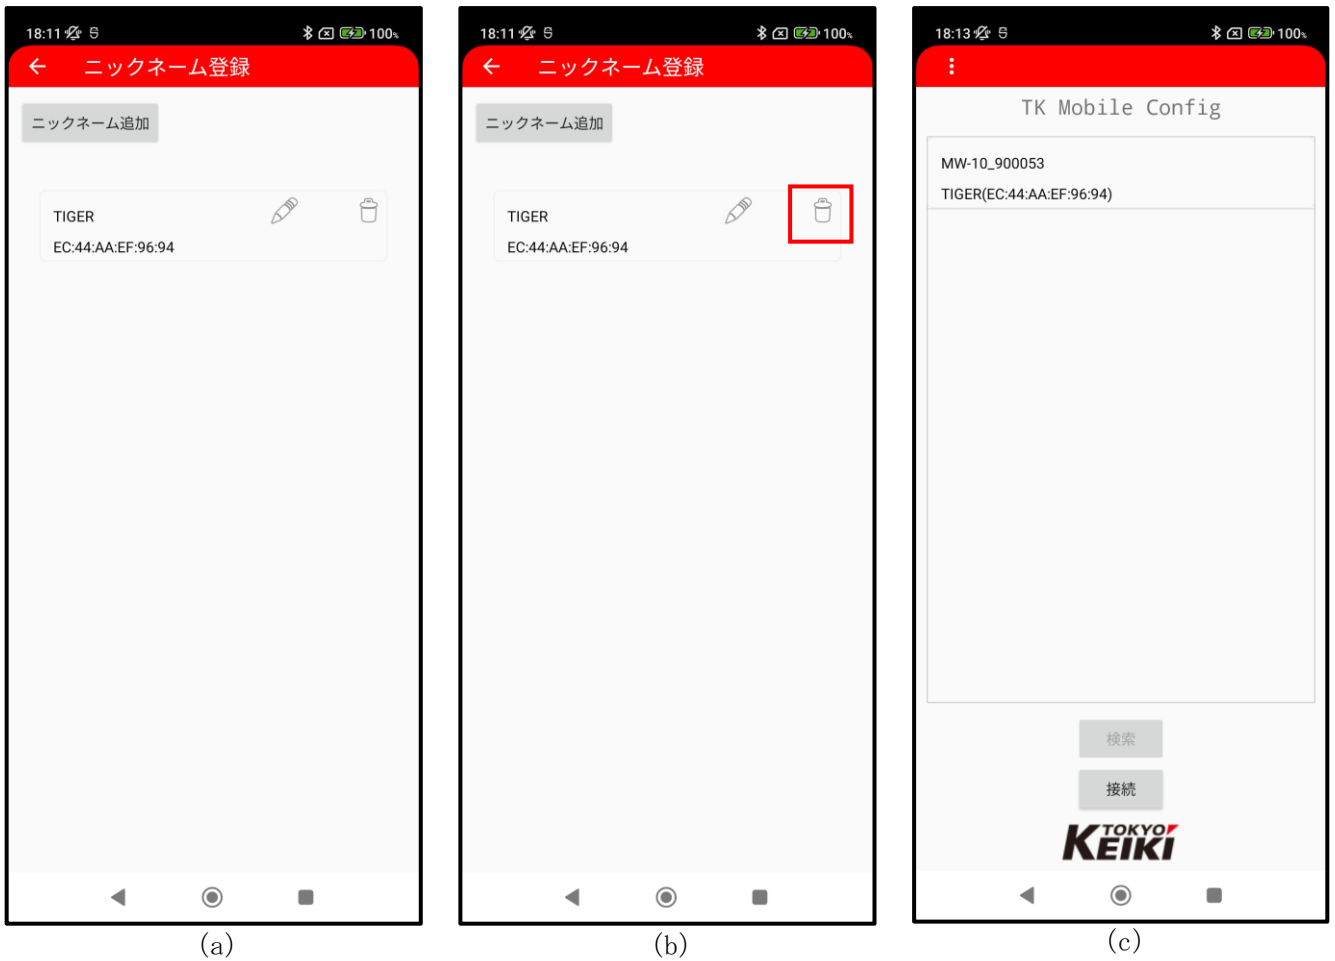 18:11
100%
ニックネーム登録
ニックネーム追加
TIGER
EC:44:AA:EF:96:94
(a)
18:11
100%
ニックネーム登録
ニックネーム追加
TIGER
EC:44:AA:EF:96:94
(b)
18:13
100%
TK Mobile Config
MW-10_900053
TIGER(EC:44:AA:EF:96:94)
検索
接続
TOKYO
KEIKI
(c)